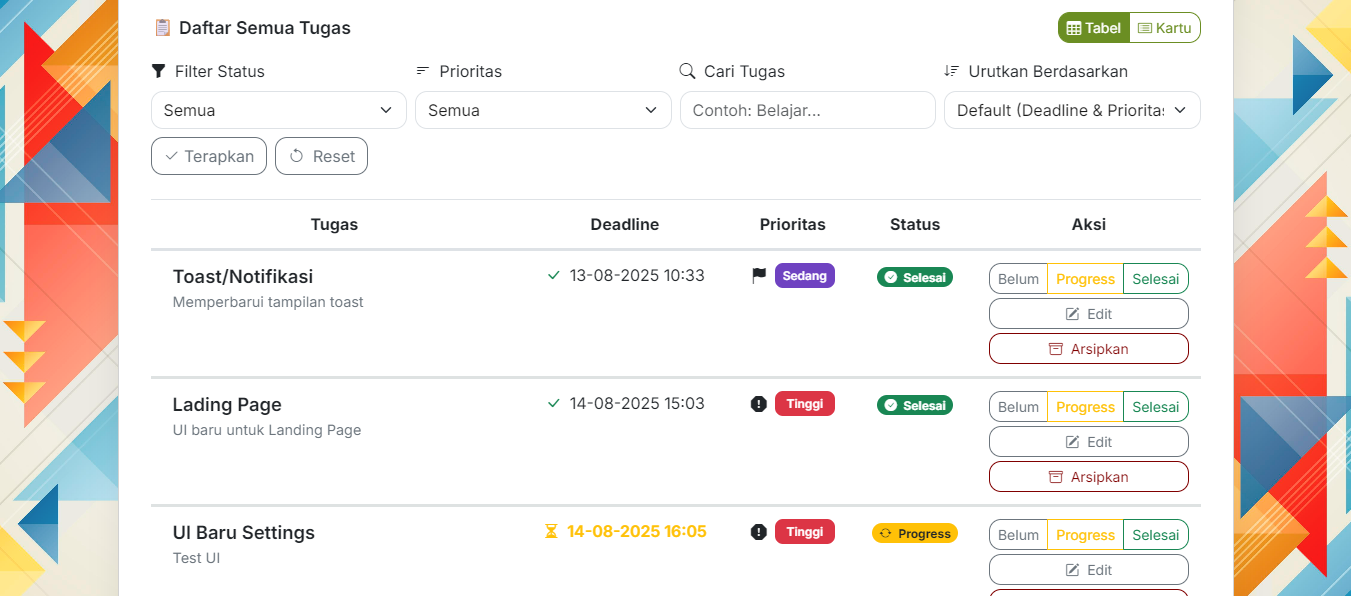 Daftar Semua Tugas
Tabel Kartu
Filter Status Prioritas Cari Tugas Urutkan Berdasarkan
Semua Semua Contoh: Belajar... Default (Deadline & Prioritas
Terapkan Reset
Tugas Deadline Prioritas Status Aksi
Toast/Notifikasi 13-08-2025 10:33 Sedang Selesai Belum Progress Selesai
Memperbarui tampilan toast
Edit
Arsipkan
Lading Page 14-08-2025 15:03 Tinggi Selesai Belum Progress Selesai
UI baru untuk Landing Page
Edit
Arsipkan
UI Baru Settings 14-08-2025 16:05 Tinggi Progress Belum Progress Selesai
Test UI
Edit